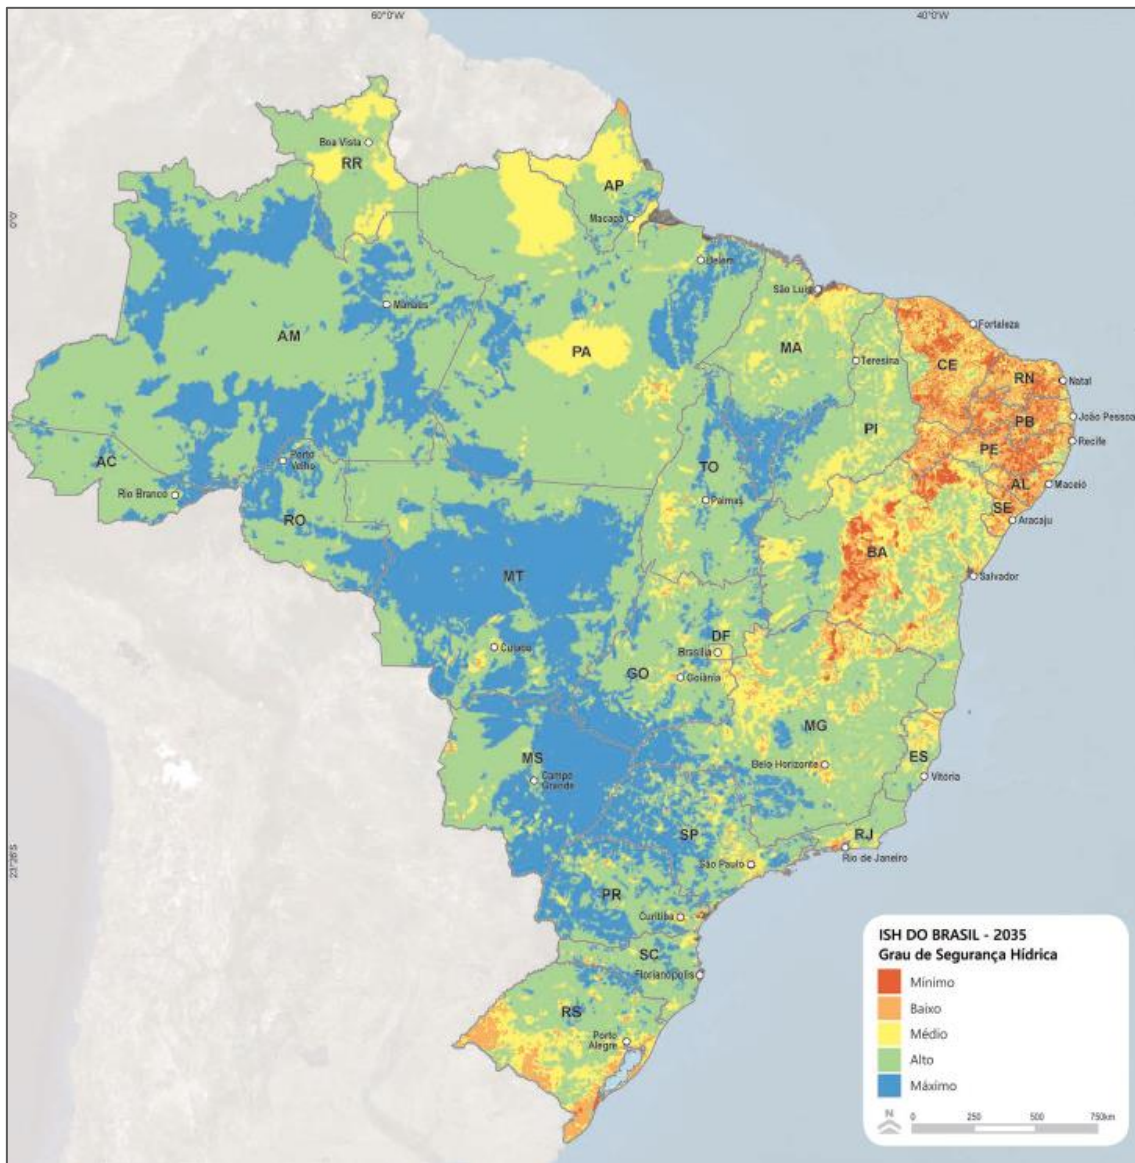 60°0'W
40°0'W
Boa Vista
RR
AP
Macapá
0°0'
Belém
São Luís
Manaus
Fortaleza
AM
PA
MA
CE
Teresina
RN
Natal
João Pessoa
PB
PI
Recife
PE
AC
Porto
Velho
TO
AL
Maceió
Rio Branco
Palmas
SE
Aracaju
RO
BA
MT
Salvador
DF
Cuiabá
Brasília
GO
Goiânia
MG
MS
ES
Belo Horizonte
Campo
Grande
Vitória
SP
RJ
São Paulo
Rio de Janeiro
23°26'S
PR
Curitiba
SC
Florianópolis
RS
Porto
Alegre
ISH DO BRASIL - 2035
Grau de Segurança Hídrica
Mínimo
Baixo
Médio
Alto
Máximo
N
0 250 500 750km